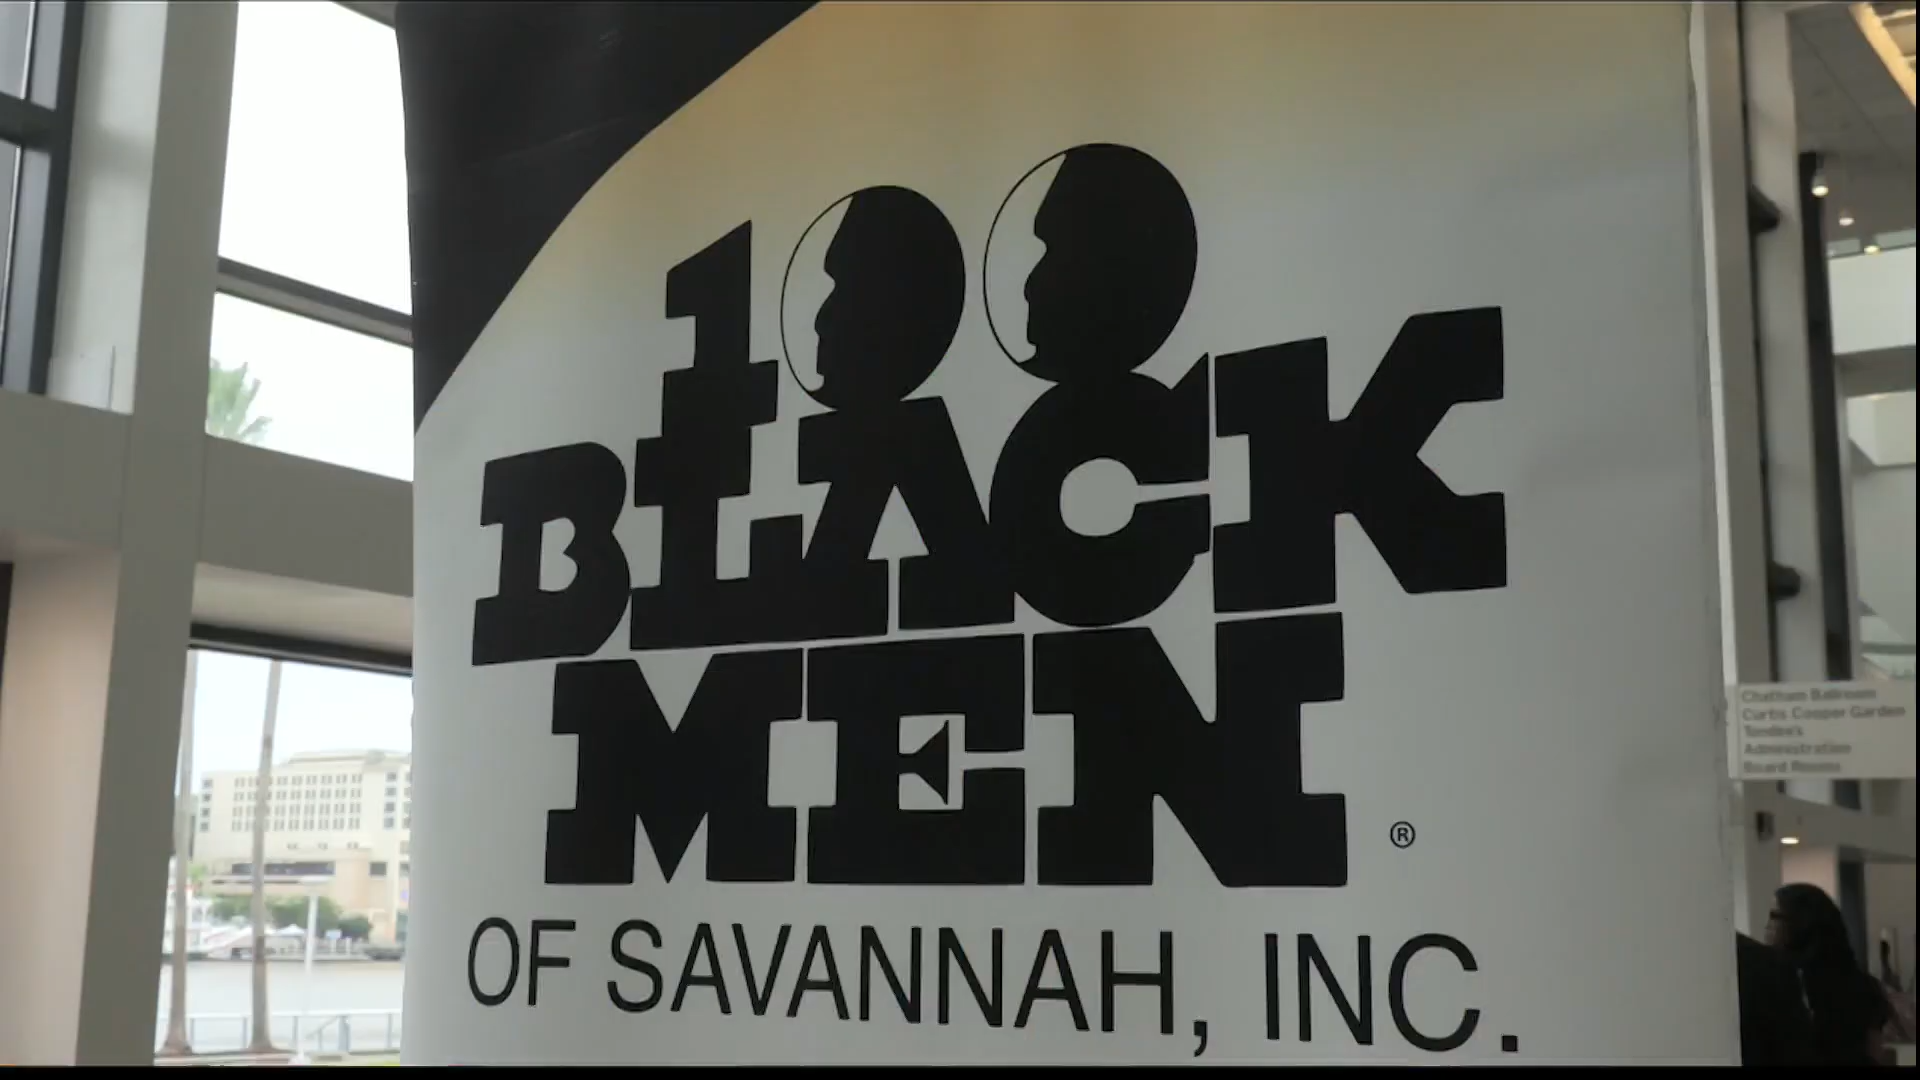 100
BLACK
MEN ®
OF SAVANNAH, INC.
Chatham Ballroom
Curtis Cooper Garden
Administration
Board Rooms